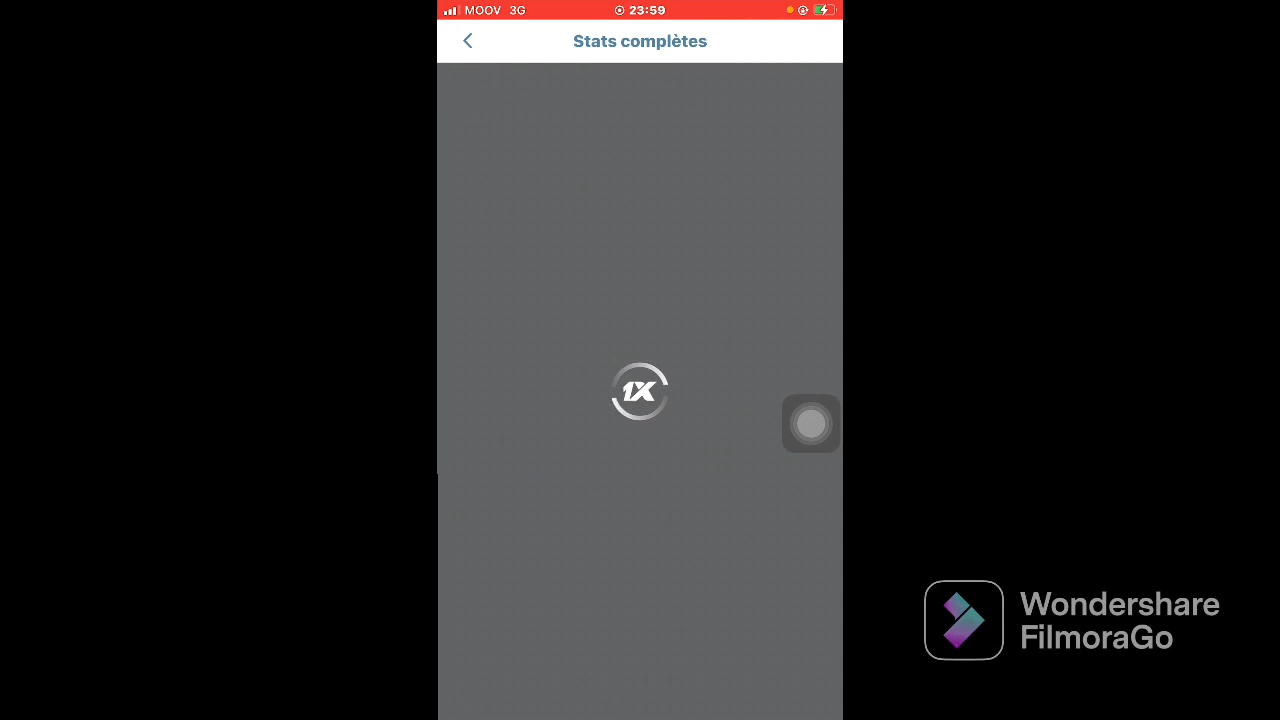 MOOV 3G 23:59
Stats complètes
1X
Wondershare
FilmoraGo